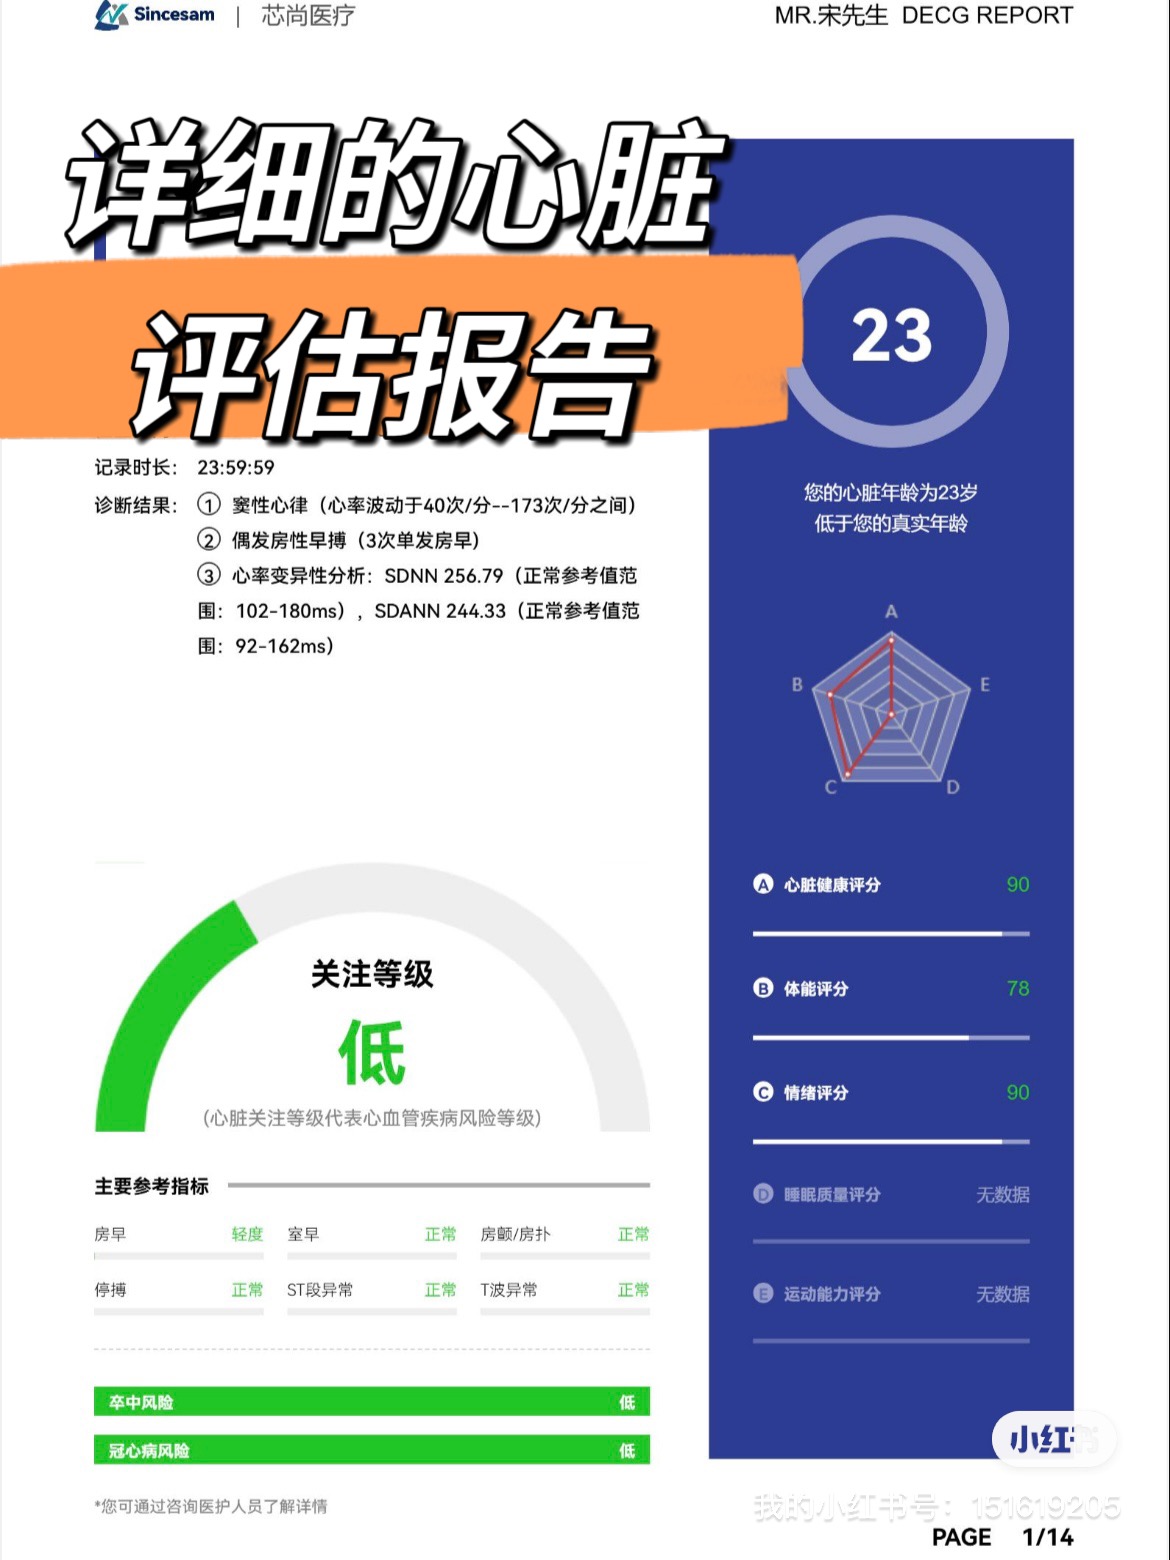 Sincesam | 芯尚医疗
MR.宋先生 DECG REPORT
详细的心脏
评估报告
记录时长： 23:59:59
诊断结果： ① 窦性心律（心率波动于40次/分--173次/分之间）
② 偶发房性早搏（3次单发房早）
③ 心率变异性分析：SDNN 256.79（正常参考值范
围：102-180ms），SDANN 244.33（正常参考值范
围：92-162ms）
关注等级
低
（心脏关注等级代表心血管疾病风险等级）
主要参考指标
房早 轻度 室早 正常 房颤/房扑 正常
停搏 正常 ST段异常 正常 T波异常 正常
卒中风险 低
冠心病风险 低
*您可通过咨询医护人员了解详情
23
您的心脏年龄为23岁
低于您的真实年龄
A
B E
C D
A 心脏健康评分 90
B 体能评分 78
C 情绪评分 90
D 睡眠质量评分 无数据
E 运动能力评分 无数据
小红书
我的小红书号：151619205
PAGE 1/14